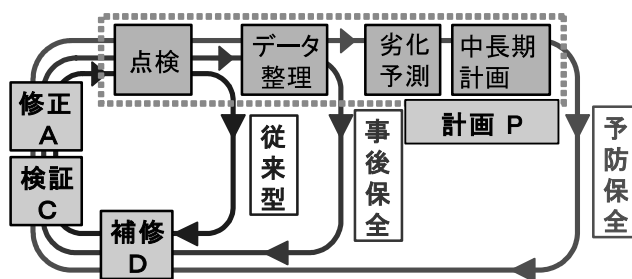 点検
データ
整理
劣化
予測
中長期
計画
計画 P
修正
A
検証
C
補修
D
従来型
事後保全
予防保全